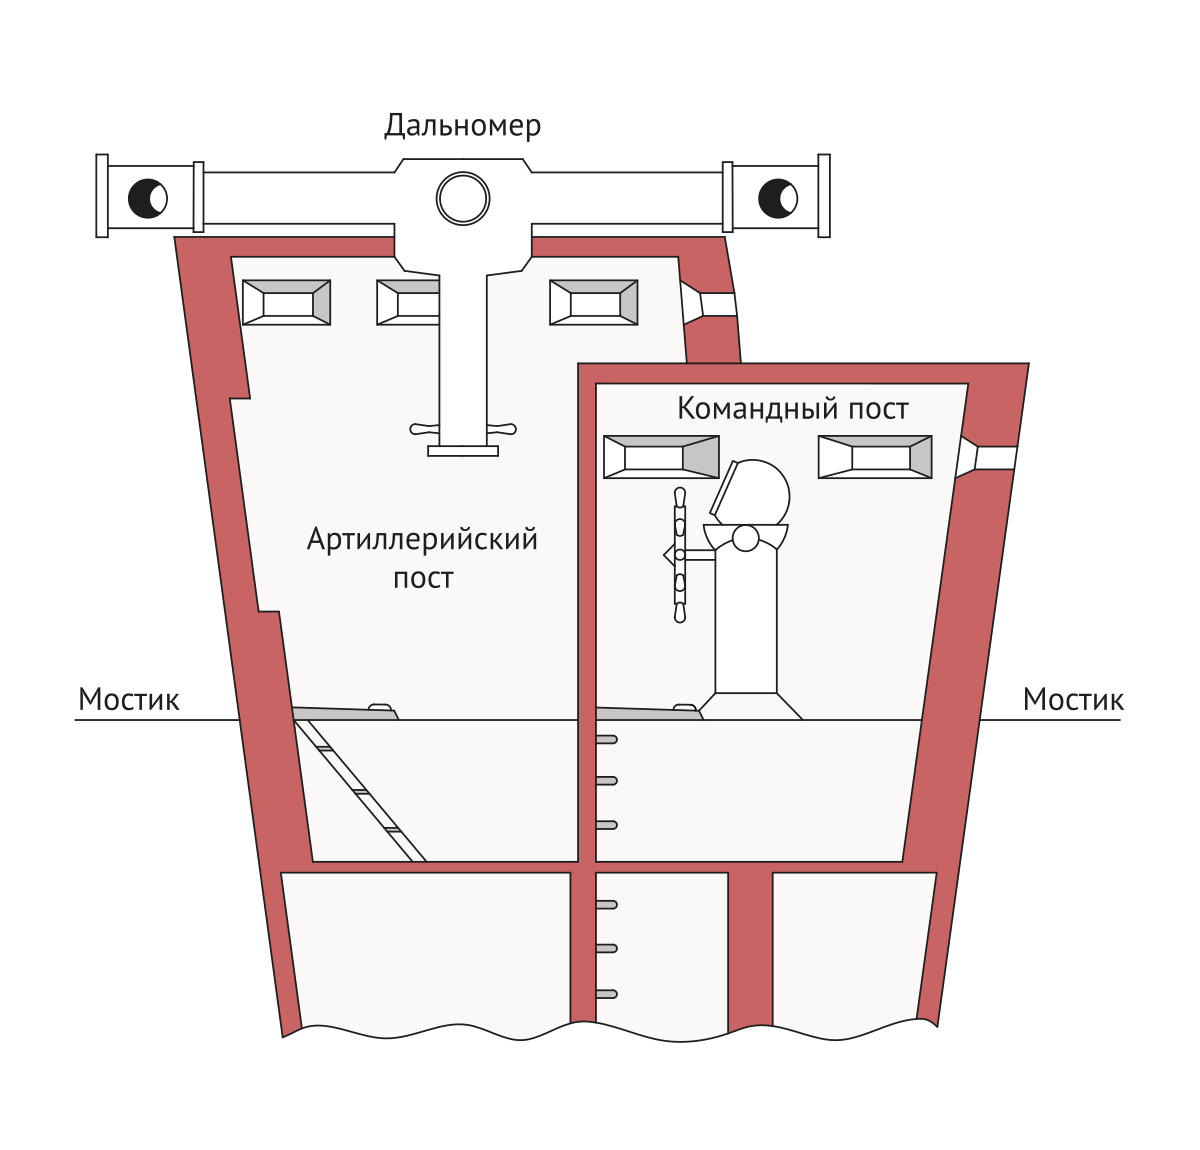 Дальномер
Командный пост
Артиллерийский
пост
Мостик
Мостик